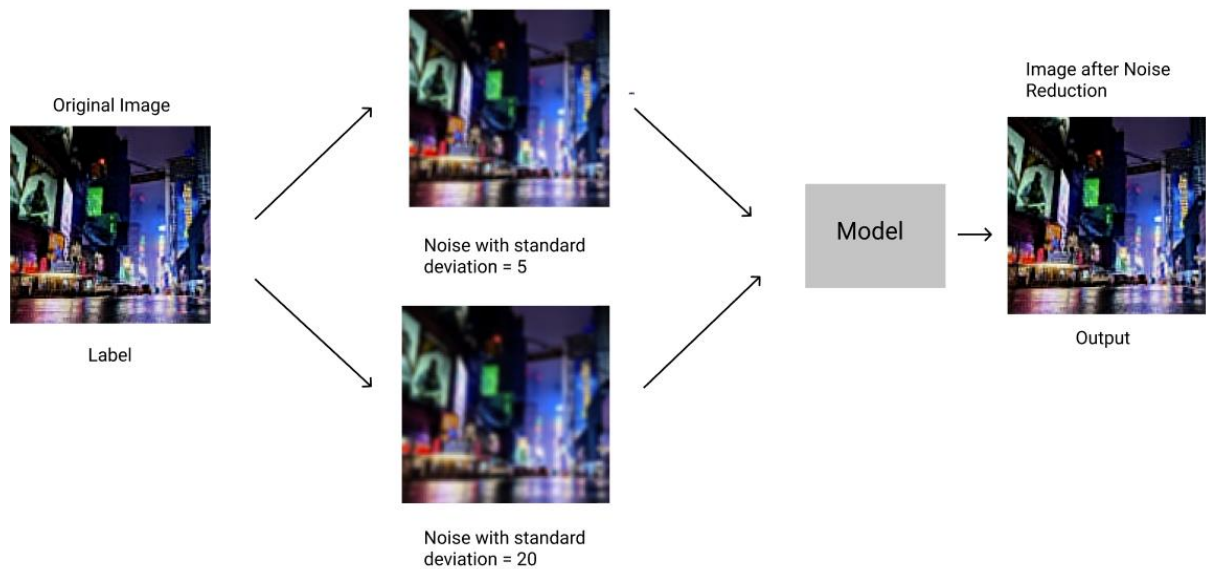 Original Image
Label
Noise with standard
deviation = 5
Noise with standard
deviation = 20
Model
Image after Noise
Reduction
Output